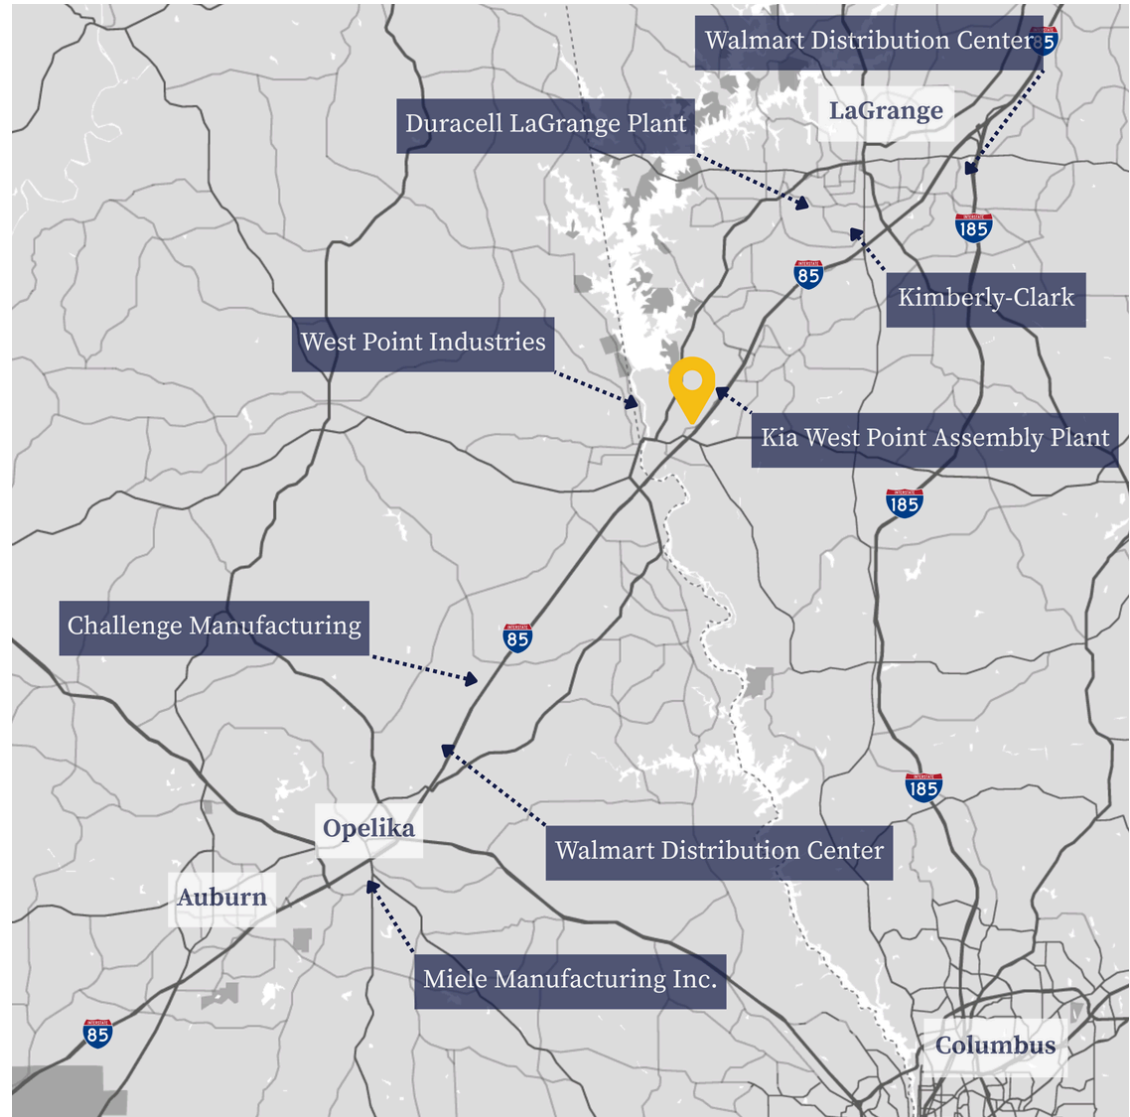 Walmart Distribution Center
85
LaGrange
Duracell LaGrange Plant
185
85
Kimberly-Clark
West Point Industries
Kia West Point Assembly Plant
185
Challenge Manufacturing
85
185
Opelika
Walmart Distribution Center
Auburn
Miele Manufacturing Inc.
85
Columbus